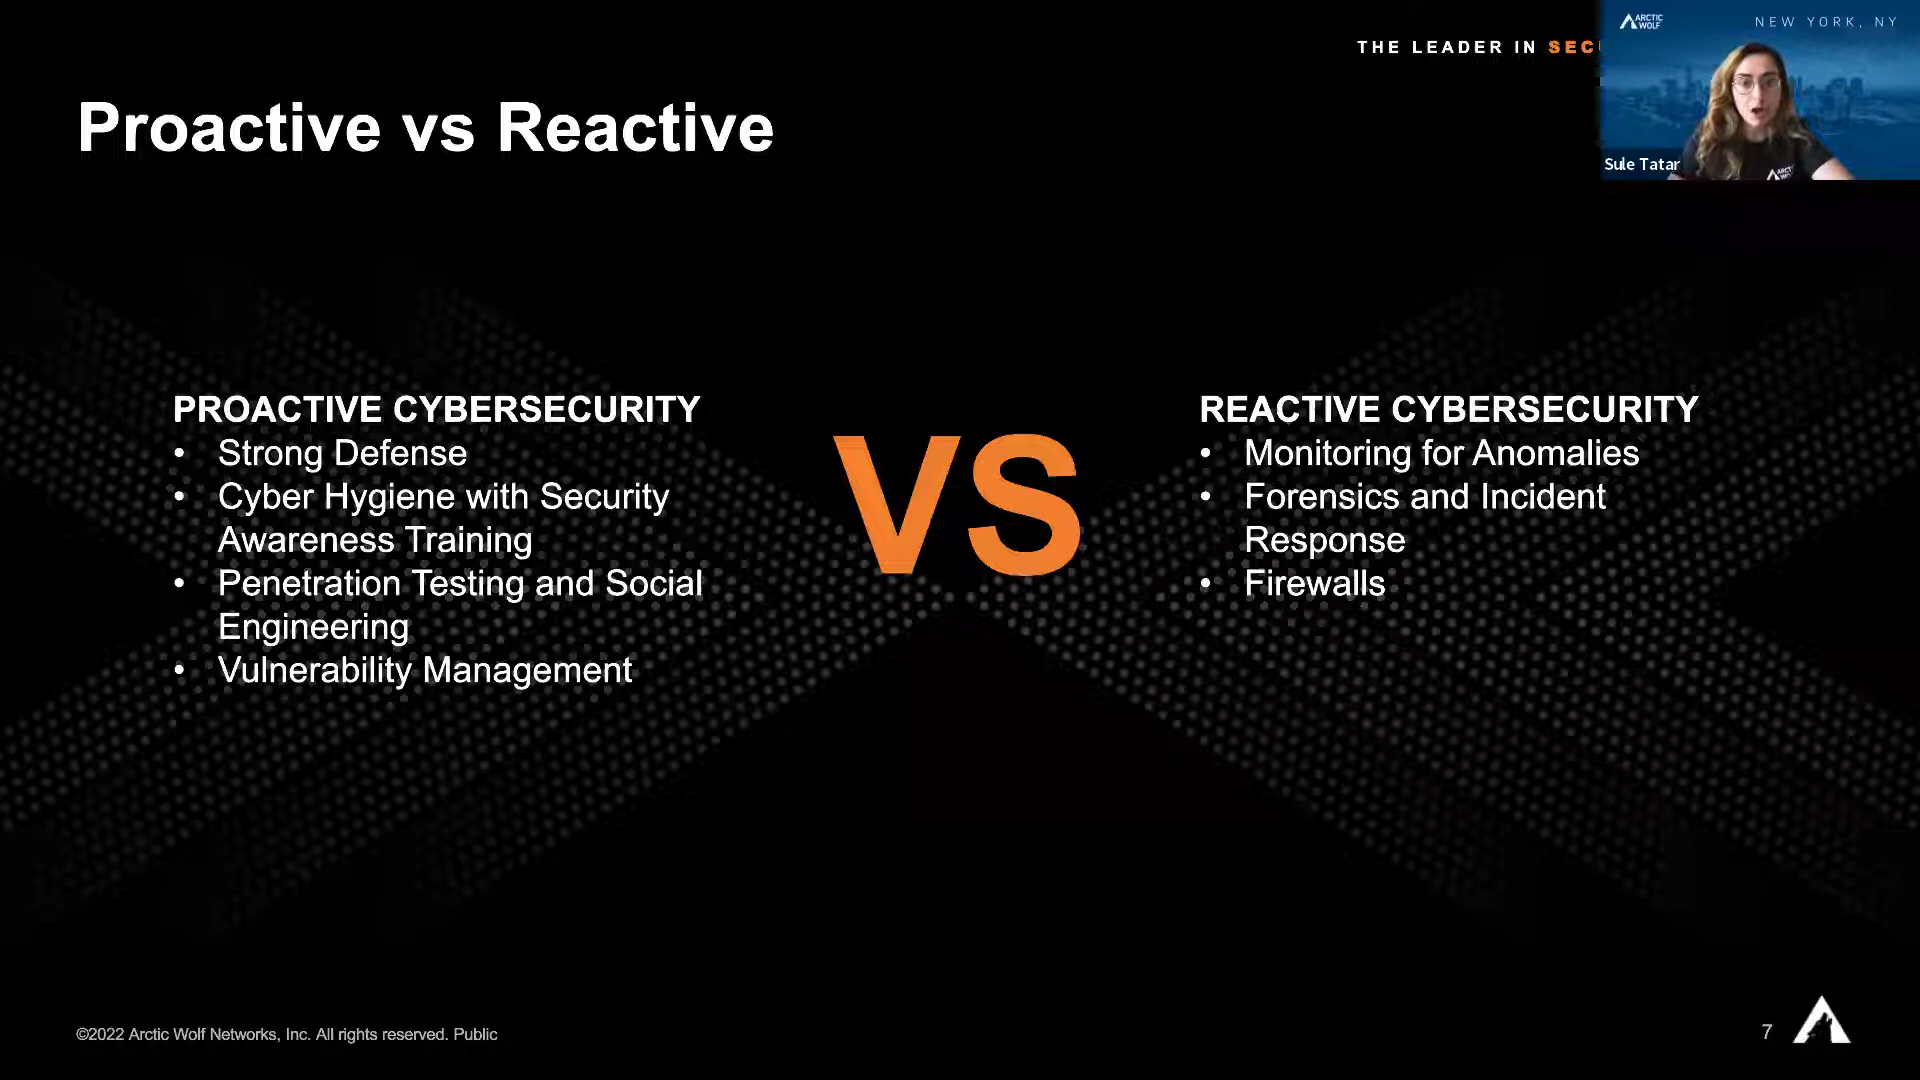 ARCTIC
WOLF
NEW YORK, NY
THE LEADER IN SEC
Proactive vs Reactive
Sule Tatar
PROACTIVE CYBERSECURITY
• Strong Defense
• Cyber Hygiene with Security
Awareness Training
• Penetration Testing and Social
Engineering
• Vulnerability Management
VS
REACTIVE CYBERSECURITY
• Monitoring for Anomalies
• Forensics and Incident
Response
• Firewalls
©2022 Arctic Wolf Networks, Inc. All rights reserved. Public
7